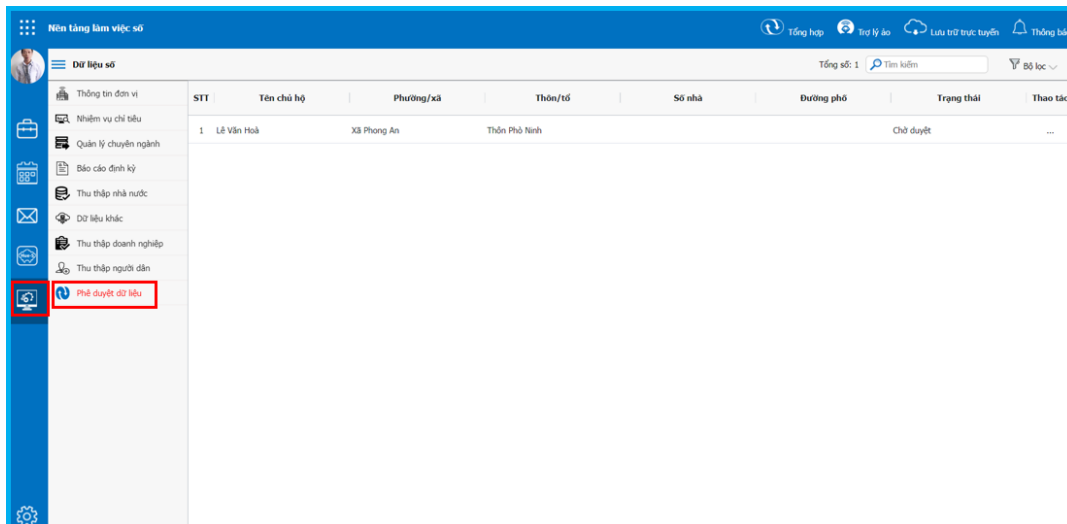 Nền tảng làm việc số
Tổng hợp
Trợ lý ảo
Lưu trữ trực tuyến
Thông bá
Dữ liệu số
Tổng số: 1
Tìm kiếm
Bộ lọc
Thông tin đơn vị
Nhiệm vụ chỉ tiêu
Quản lý chuyên ngành
Báo cáo định kỳ
Thu thập nhà nước
Dữ liệu khác
Thu thập doanh nghiệp
Thu thập người dân
Phê duyệt dữ liệu
STT Tên chủ hộ Phường/xã Thôn/tổ Số nhà Đường phố Trạng thái Thao tác
1 Lê Văn Hoà Xã Phong An Thôn Phò Ninh Chờ duyệt ...